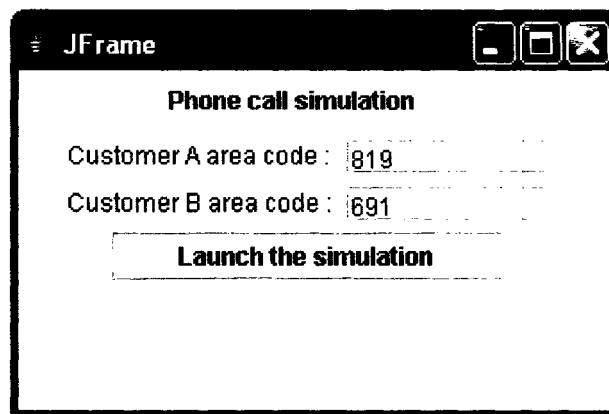 JFrame
Phone call simulation
Customer A area code : 819
Customer B area code : 691
Launch the simulation